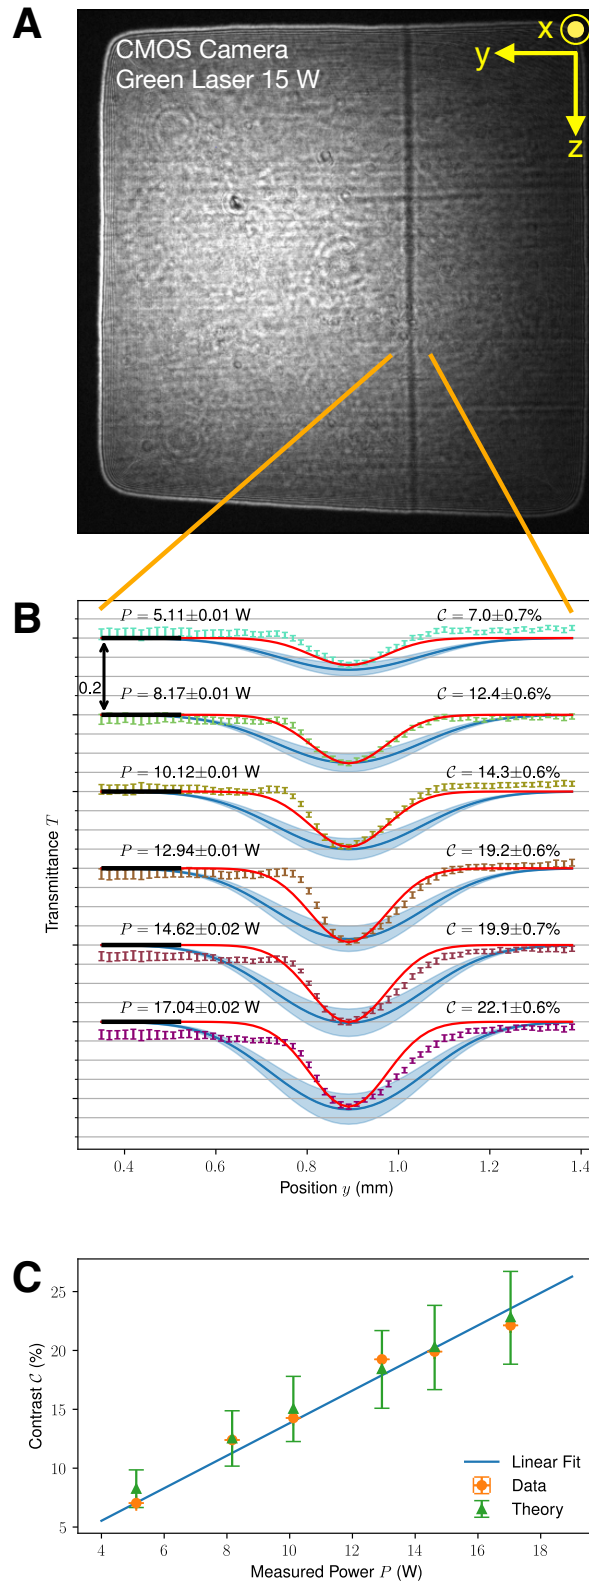 A
CMOS Camera
Green Laser 15 W
x
y
z
B
P = 5.11±0.01 W
C = 7.0±0.7%
0.2
P = 8.17±0.01 W
C = 12.4±0.6%
P = 10.12±0.01 W
C = 14.3±0.6%
P = 12.94±0.01 W
C = 19.2±0.6%
P = 14.62±0.02 W
C = 19.9±0.7%
P = 17.04±0.02 W
C = 22.1±0.6%
Transmittance T
0.4 0.6 0.8 1.0 1.2 1.4
Position y (mm)
C
25
20
15
10
5
Contrast C (%)
Linear Fit
Data
Theory
4 6 8 10 12 14 16 18
Measured Power P (W)